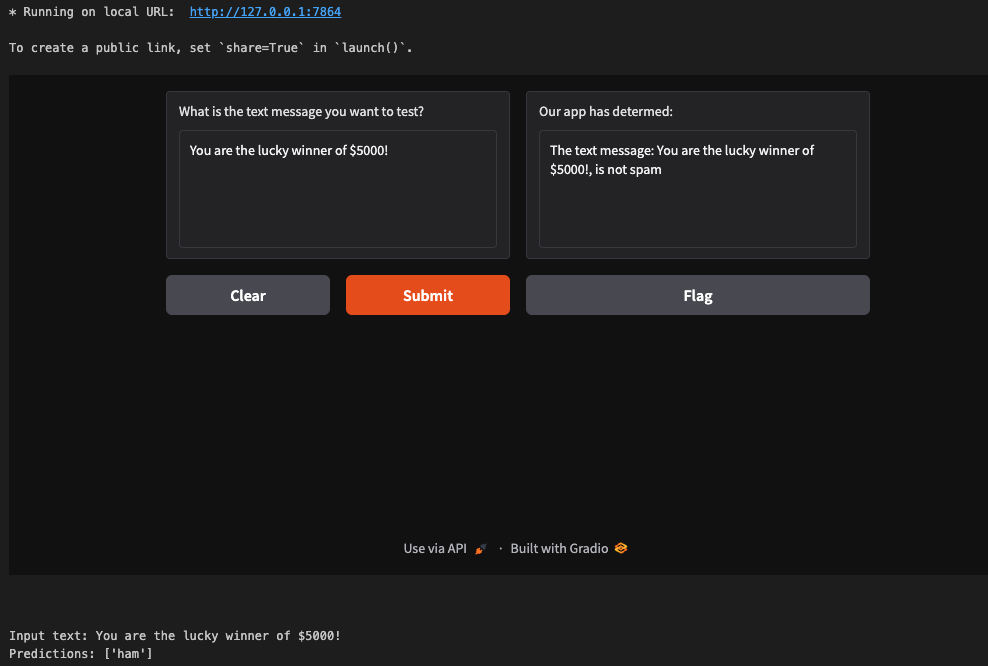 * Running on local URL:  http://127.0.0.1:7864
To create a public link, set `share=True` in `launch()`.
What is the text message you want to test?
You are the lucky winner of $5000!
Our app has determed:
The text message: You are the lucky winner of
$5000!, is not spam
Clear
Submit
Flag
Use via API · Built with Gradio
Input text: You are the lucky winner of $5000!
Predictions: ['ham']